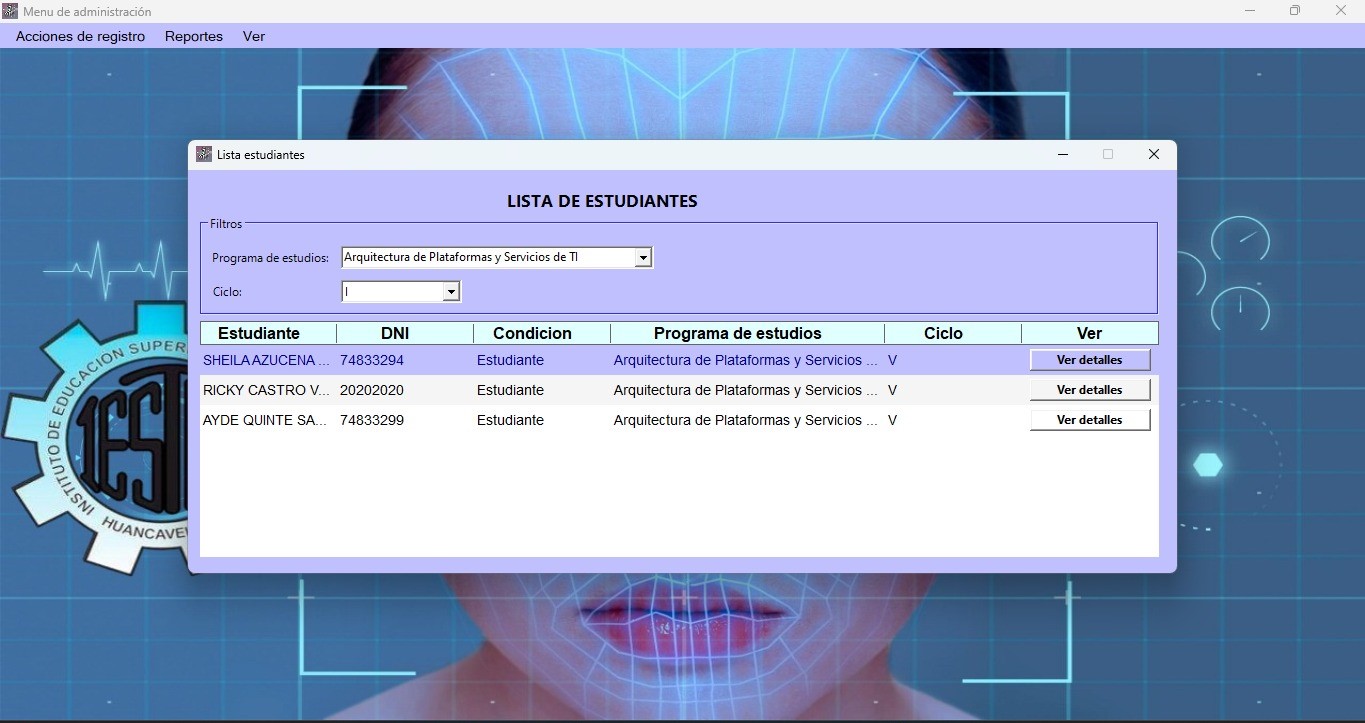 Menu de administración
Acciones de registro Reportes Ver
Lista estudiantes
LISTA DE ESTUDIANTES
Filtros
Programa de estudios: Arquitectura de Plataformas y Servicios de TI
Ciclo: I
Estudiante DNI Condicion Programa de estudios Ciclo Ver
SHEILA AZUCENA ... 74833294 Estudiante Arquitectura de Plataformas y Servicios ... V Ver detalles
RICKY CASTRO V... 20202020 Estudiante Arquitectura de Plataformas y Servicios ... V Ver detalles
AYDE QUINTE SA... 74833299 Estudiante Arquitectura de Plataformas y Servicios ... V Ver detalles
INSTITUTO DE EDUCACIÓN SUPER
HUANCAVE